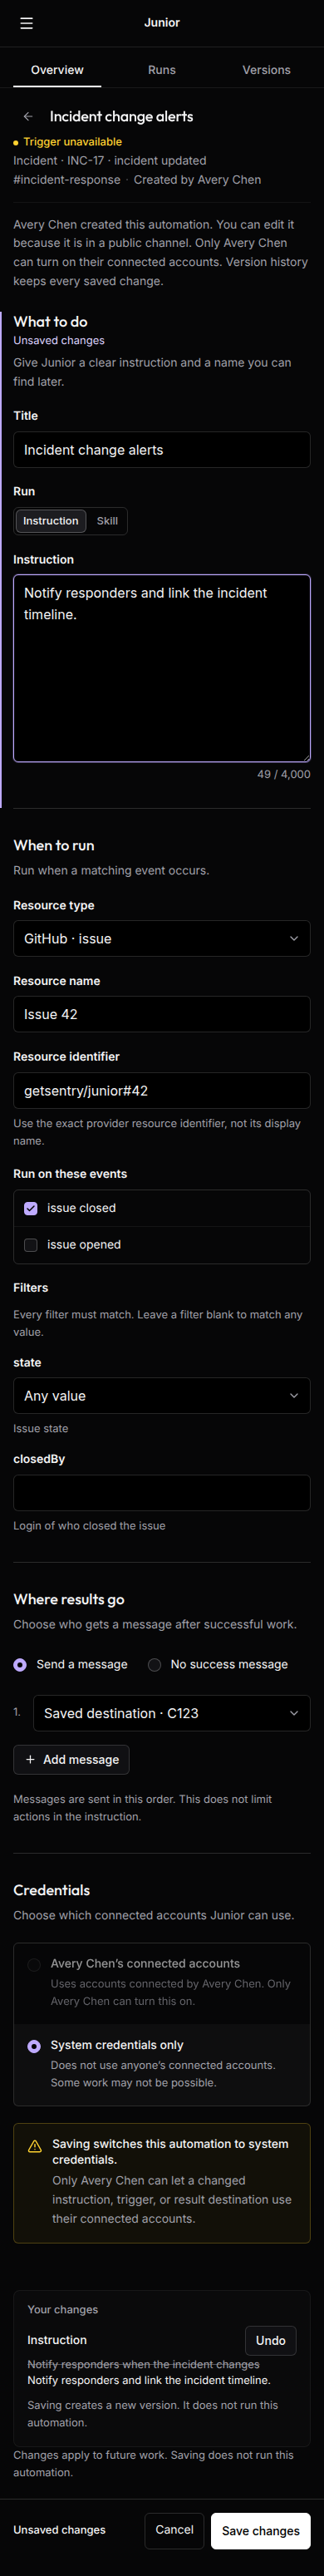 Junior
Overview
Runs
Versions
Incident change alerts
Trigger unavailable
Incident · INC-17 · incident updated
#incident-response · Created by Avery Chen
Avery Chen created this automation. You can edit it
because it is in a public channel. Only Avery Chen
can turn on their connected accounts. Version history
keeps every saved change.
What to do
Unsaved changes
Give Junior a clear instruction and a name you can
find later.
Title
Incident change alerts
Run
Instruction
Skill
Instruction
Notify responders and link the incident
timeline.
49 / 4,000
When to run
Run when a matching event occurs.
Resource type
GitHub · issue
Resource name
Issue 42
Resource identifier
getsentry/junior#42
Use the exact provider resource identifier, not its display
name.
Run on these events
issue closed
issue opened
Filters
Every filter must match. Leave a filter blank to match any
value.
state
Any value
Issue state
closedBy
Login of who closed the issue
Where results go
Choose who gets a message after successful work.
Send a message
No success message
1.
Saved destination · C123
+ Add message
Messages are sent in this order. This does not limit
actions in the instruction.
Credentials
Choose which connected accounts Junior can use.
Avery Chen's connected accounts
Uses accounts connected by Avery Chen. Only
Avery Chen can turn this on.
System credentials only
Does not use anyone's connected accounts.
Some work may not be possible.
Saving switches this automation to system
credentials.
Only Avery Chen can let a changed
instruction, trigger, or result destination use
their connected accounts.
Your changes
Instruction
Undo
Notify responders when the incident changes
Notify responders and link the incident timeline.
Saving creates a new version. It does not run this
automation.
Changes apply to future work. Saving does not run this
automation.
Unsaved changes
Cancel
Save changes